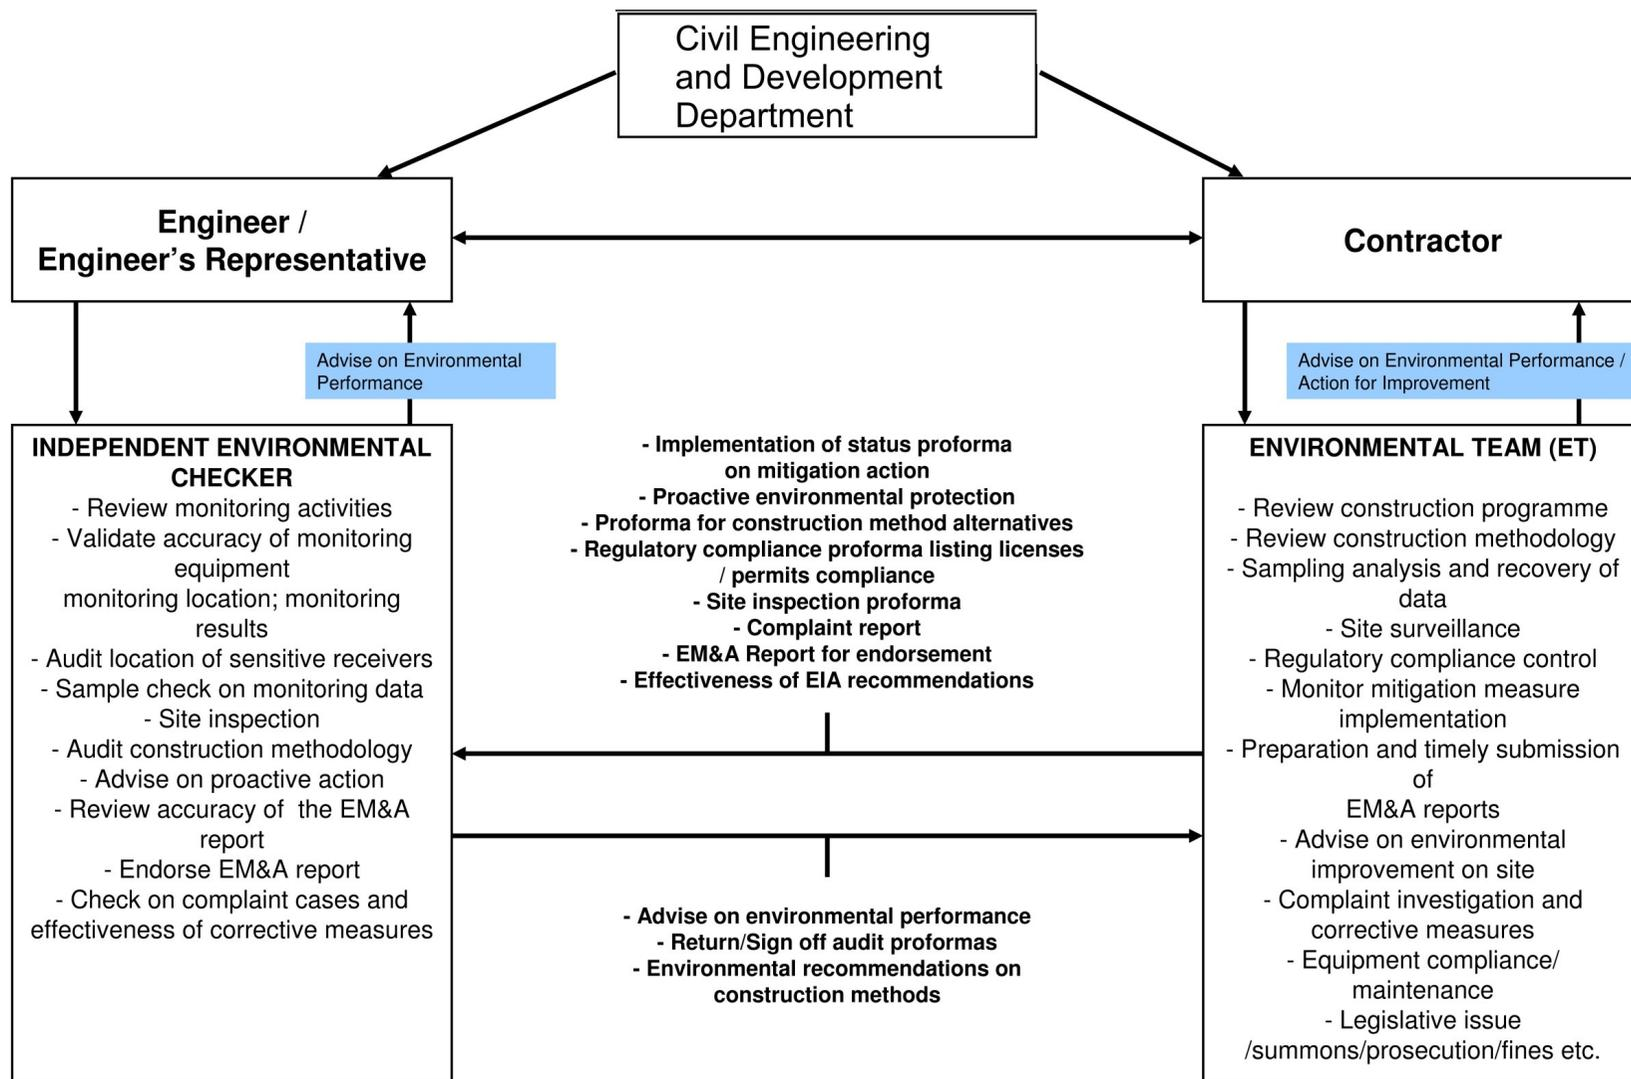 Civil Engineering
and Development
Department
Engineer /
Engineer’s Representative
Contractor
Advise on Environmental
Performance
Advise on Environmental Performance /
Action for Improvement
INDEPENDENT ENVIRONMENTAL
CHECKER
- Review monitoring activities
- Validate accuracy of monitoring
equipment
monitoring location; monitoring
results
- Audit location of sensitive receivers
- Sample check on monitoring data
- Site inspection
- Audit construction methodology
- Advise on proactive action
- Review accuracy of  the EM&A
report
- Endorse EM&A report
- Check on complaint cases and
effectiveness of corrective measures
- Implementation of status proforma
on mitigation action
- Proactive environmental protection
- Proforma for construction method alternatives
- Regulatory compliance proforma listing licenses
/ permits compliance
- Site inspection proforma
- Complaint report
- EM&A Report for endorsement
- Effectiveness of EIA recommendations
- Advise on environmental performance
- Return/Sign off audit proformas
- Environmental recommendations on
construction methods
ENVIRONMENTAL TEAM (ET)
- Review construction programme
- Review construction methodology
- Sampling analysis and recovery of
data
- Site surveillance
- Regulatory compliance control
- Monitor mitigation measure
implementation
- Preparation and timely submission
of
EM&A reports
- Advise on environmental
improvement on site
- Complaint investigation and
corrective measures
- Equipment compliance/
maintenance
- Legislative issue
/summons/prosecution/fines etc.